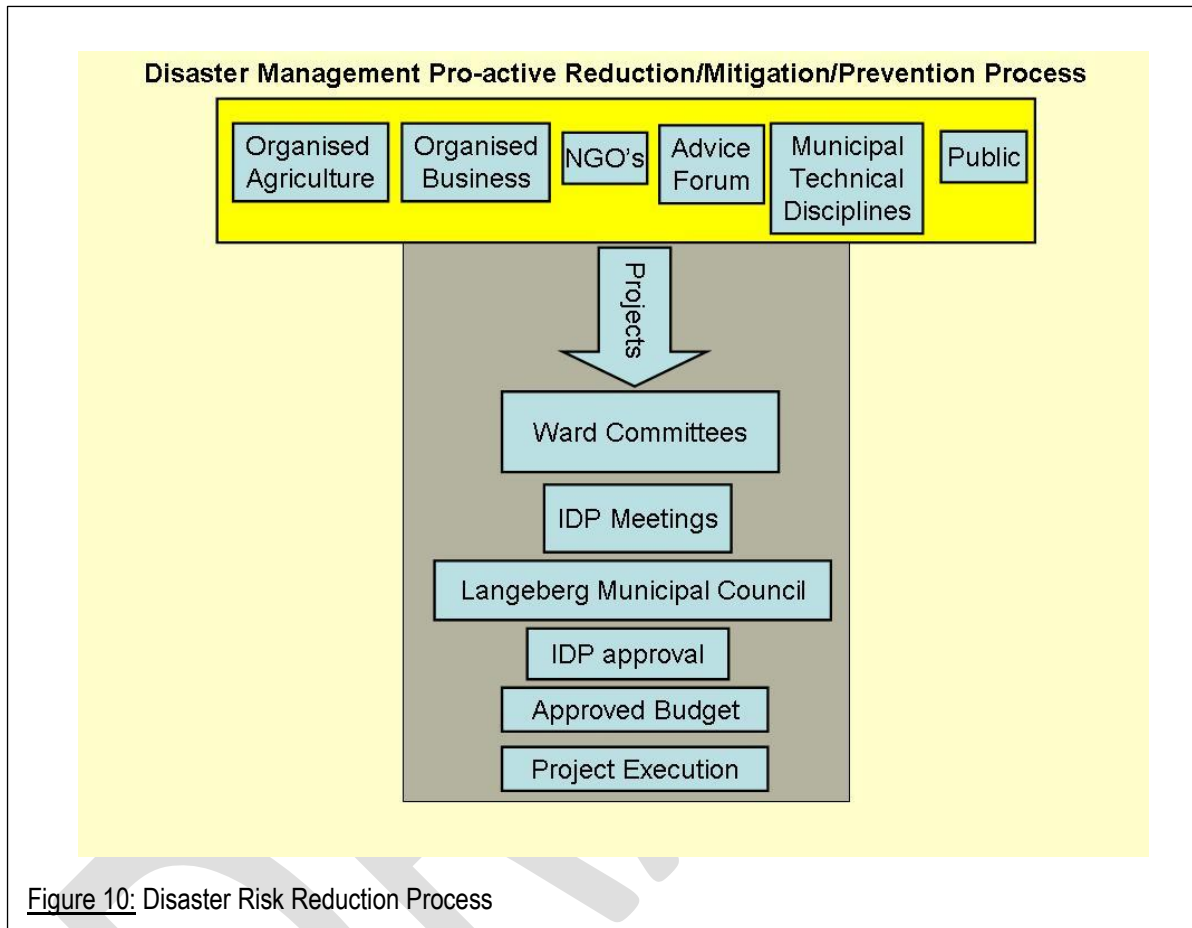 Disaster Management Pro-active Reduction/Mitigation/Prevention Process
Organised
Agriculture
Organised
Business
NGO's
Advice
Forum
Municipal
Technical
Disciplines
Public
Projects
Ward Committees
IDP Meetings
Langeberg Municipal Council
IDP approval
Approved Budget
Project Execution
Figure 10: Disaster Risk Reduction Process